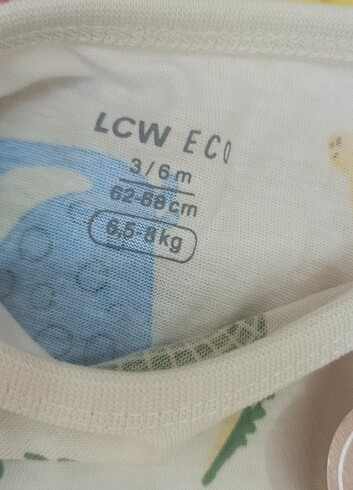 LCW ECO
3/6 m
62-68 cm
6,5-8 kg